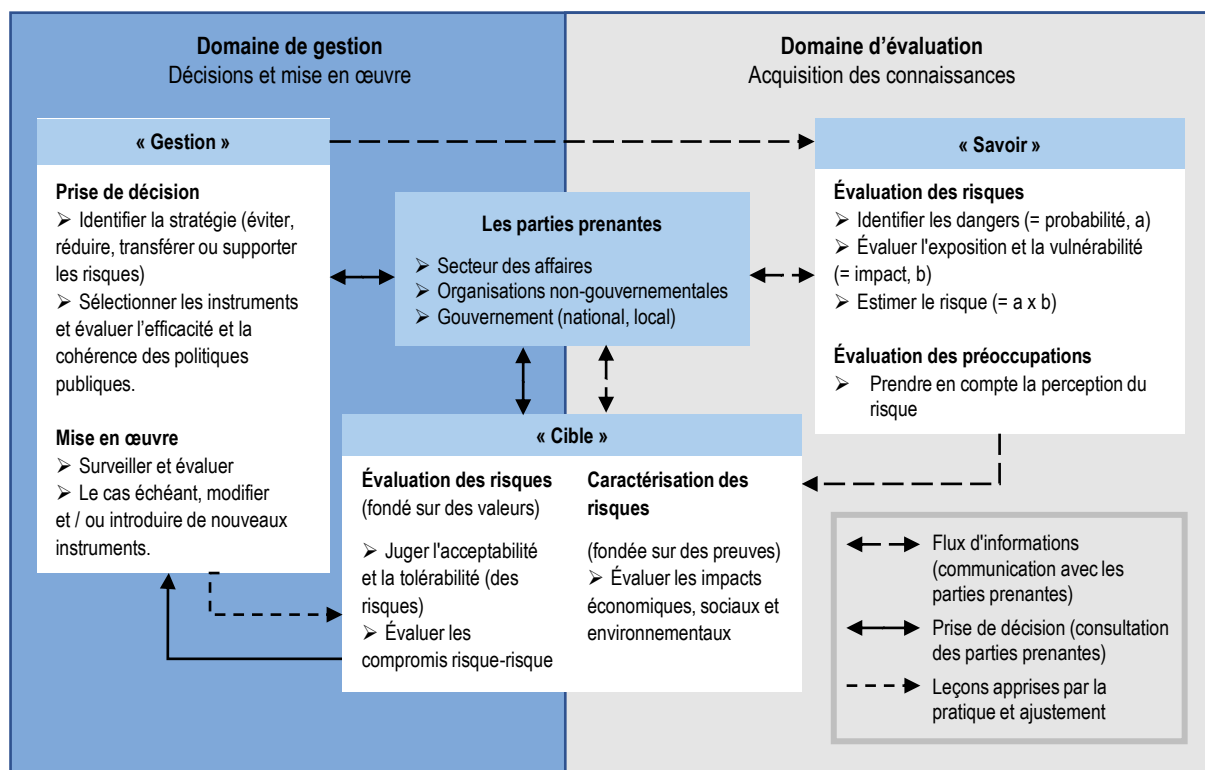 Domaine de gestion
Décisions et mise en œuvre
Domaine d'évaluation
Acquisition des connaissances
« Gestion »
Prise de décision
➢ Identifier la stratégie (éviter,
réduire, transférer ou supporter
les risques)
➢ Sélectionner les instruments
et évaluer l'efficacité et la
cohérence des politiques
publiques.
Mise en œuvre
➢ Surveiller et évaluer
➢ Le cas échéant, modifier
et / ou introduire de nouveaux
instruments.
Les parties prenantes
➢ Secteur des affaires
➢ Organisations non-gouvernementales
➢ Gouvernement (national, local)
« Savoir »
Évaluation des risques
➢ Identifier les dangers (= probabilité, a)
➢ Évaluer l'exposition et la vulnérabilité
(= impact, b)
➢ Estimer le risque (= a x b)
Évaluation des préoccupations
➢ Prendre en compte la perception du
risque
« Cible »
Évaluation des risques
(fondé sur des valeurs)
➢ Juger l'acceptabilité
et la tolérabilité (des
risques)
➢ Évaluer les
compromis risque-risque
Caractérisation des
risques
(fondée sur des preuves)
➢ Évaluer les impacts
économiques, sociaux et
environnementaux
Flux d'informations
(communication avec les
parties prenantes)
Prise de décision (consultation
des parties prenantes)
Leçons apprises par la
pratique et ajustement